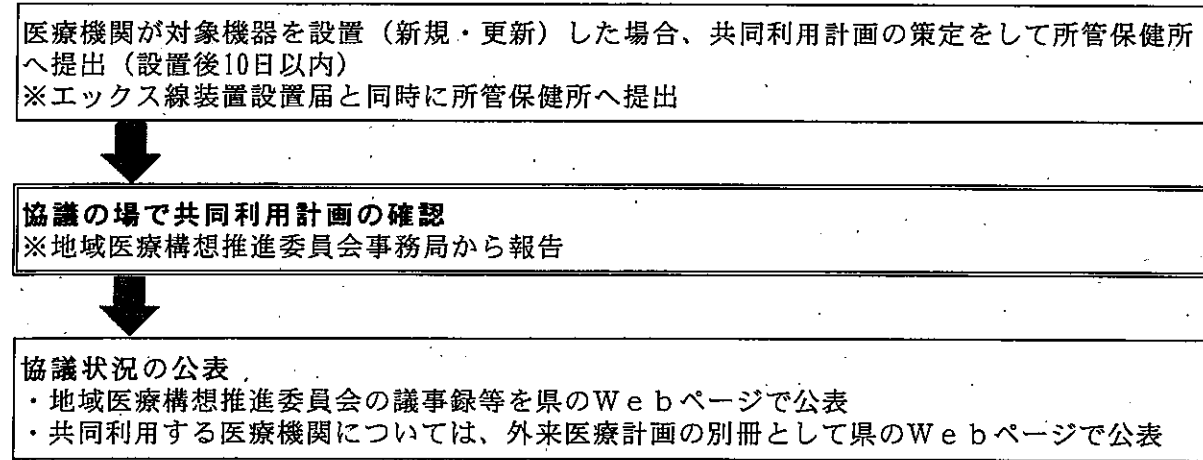 医療機関が対象機器を設置（新規・更新）した場合、共同利用計画の策定をして所管保健所
へ提出（設置後10日以内）
※エックス線装置設置届と同時に所管保健所へ提出
協議の場で共同利用計画の確認
※地域医療構想推進委員会事務局から報告
協議状況の公表
・地域医療構想推進委員会の議事録等を県のＷｅｂページで公表
・共同利用する医療機関については、外来医療計画の別冊として県のＷｅｂページで公表